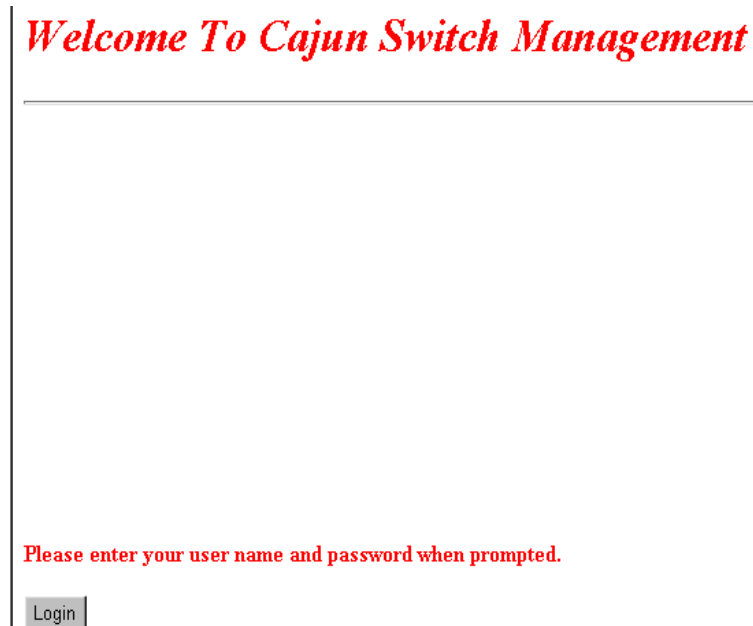 Welcome To Cajun Switch Management
Please enter your user name and password when prompted.
Login